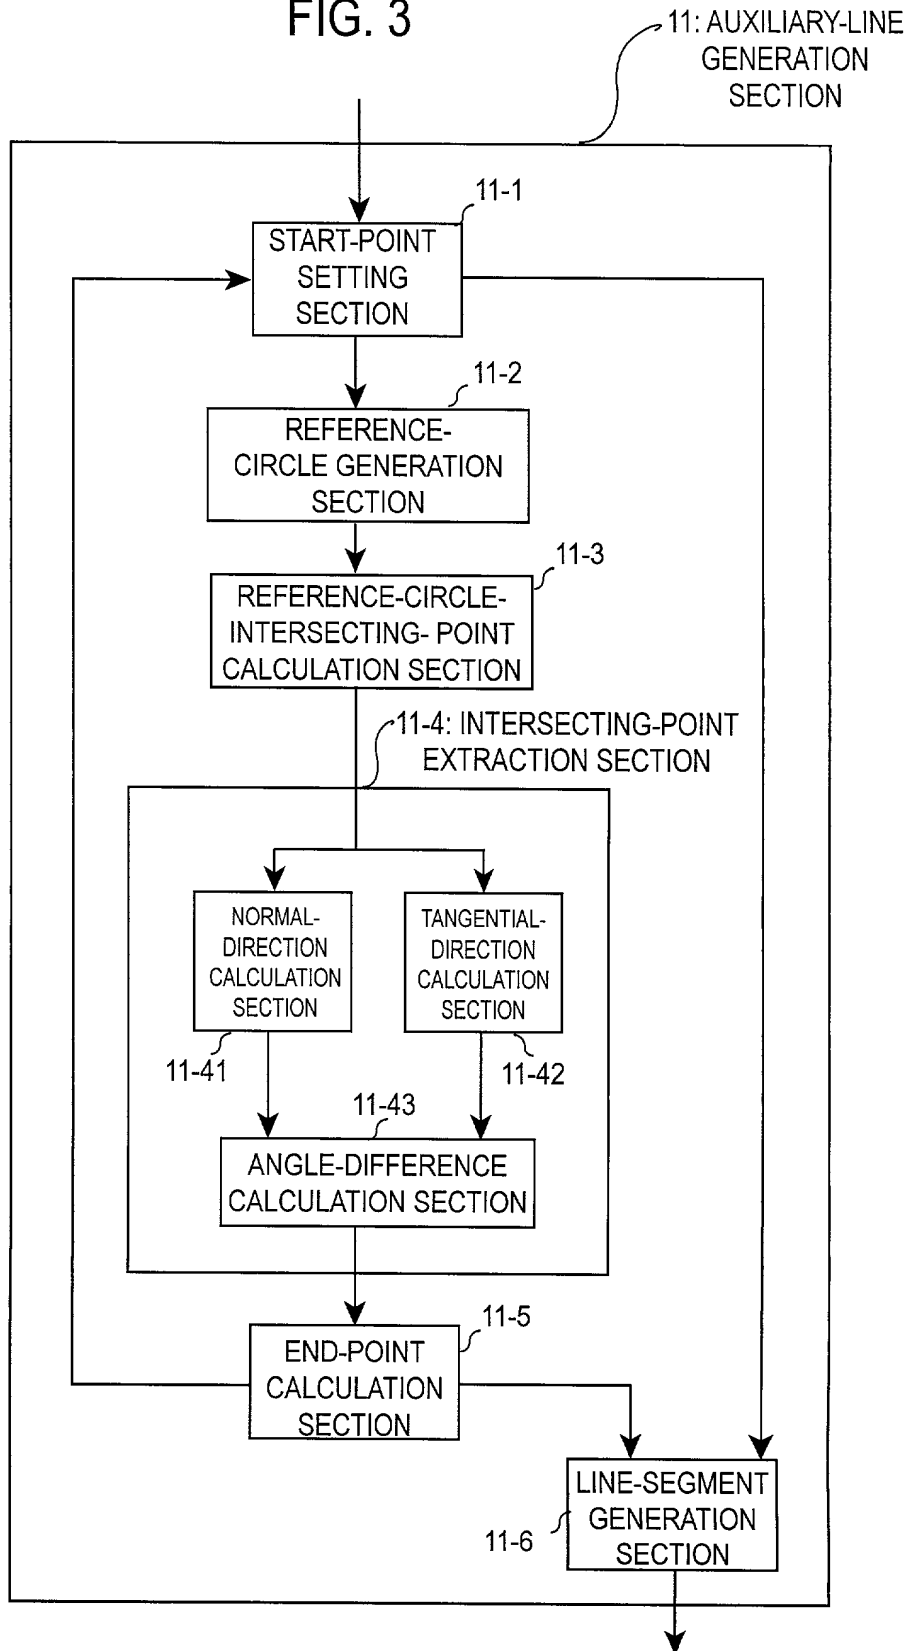 FIG. 3
11: AUXILIARY-LINE
GENERATION
SECTION
11-1
START-POINT
SETTING
SECTION
11-2
REFERENCE-
CIRCLE GENERATION
SECTION
11-3
REFERENCE-CIRCLE-
INTERSECTING- POINT
CALCULATION SECTION
11-4: INTERSECTING-POINT
EXTRACTION SECTION
NORMAL-
DIRECTION
CALCULATION
SECTION
11-41
TANGENTIAL-
DIRECTION
CALCULATION
SECTION
11-42
11-43
ANGLE-DIFFERENCE
CALCULATION SECTION
11-5
END-POINT
CALCULATION
SECTION
LINE-SEGMENT
GENERATION
SECTION
11-6